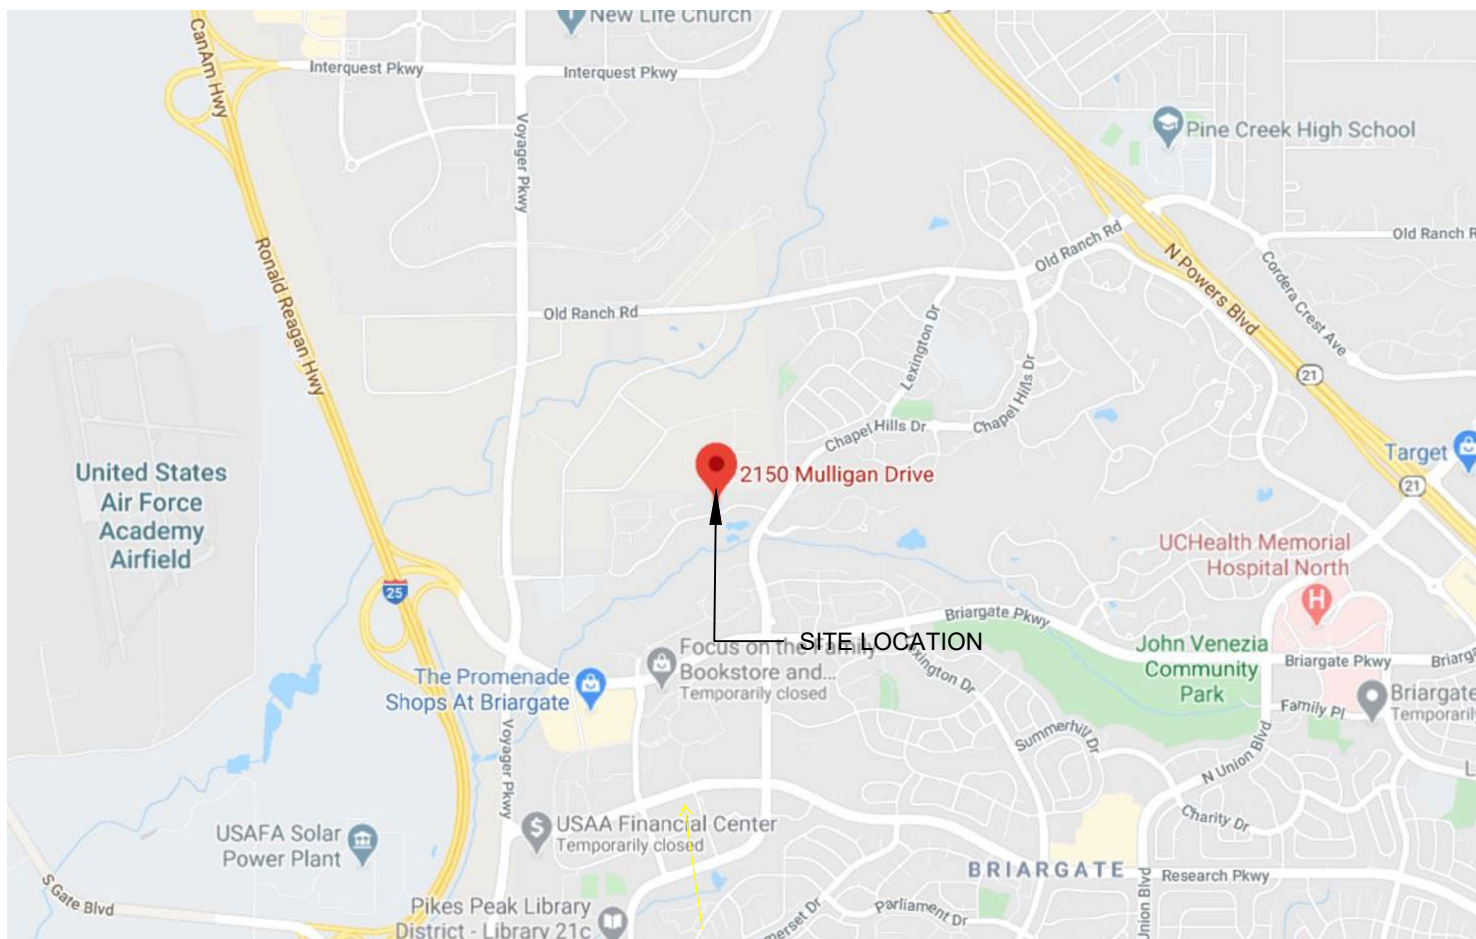 New Life Church
CanAm Hwy
Interquest Pkwy
Interquest Pkwy
Voyager Pkwy
Pine Creek High School
Old Ranch Rd
Old Ranch R
N Powers Blvd
Cordera Crest Ave
Ronald Reagan Hwy
Old Ranch Rd
Lexington Dr
Chapel Hills Dr
21
Chapel Hills Dr
Target
21
2150 Mulligan Drive
United States
Air Force
Academy
Airfield
UCHealth Memorial
Hospital North
H
25
Briargate Pkwy
SITE LOCATION
Focus on the Family
Bookstore and...
Temporarily closed
Lexington Dr
John Venezia
Community
Park
Briargate Pkwy
Briarga
The Promenade
Shops At Briargate
Briargate
Temporaril
Family Pl
Summerhill Dr
N Union Blvd
Voyager Pkwy
L
USAA Financial Center
Temporarily closed
USAFA Solar
Power Plant
Charity Dr
BRIARGATE
Research Pkwy
S Gate Blvd
Pikes Peak Library
District - Library 21c
merset Dr
Parliament Dr
Union Blvd